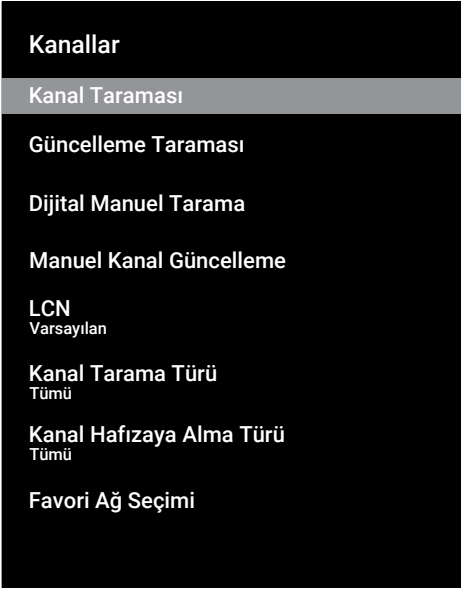 Kanallar
Kanal Taraması
Güncelleme Taraması
Dijital Manuel Tarama
Manuel Kanal Güncelleme
LCN
Varsayılan
Kanal Tarama Türü
Tümü
Kanal Hafızaya Alma Türü
Tümü
Favori Ağ Seçimi